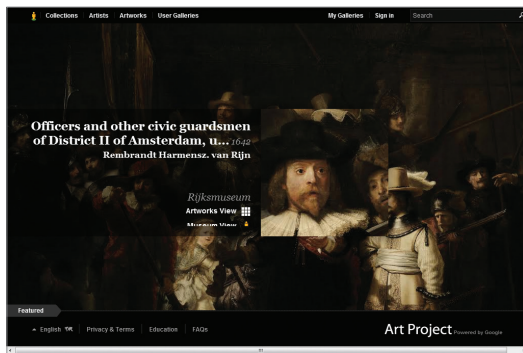 Collections Artists Artworks User Galleries My Galleries Sign in Search
Officers and other civic guardsmen
of District II of Amsterdam, u... 1642
Rembrandt Harmensz. van Rijn
Rijksmuseum
Artworks View
Museum View
Featured
English Privacy & Terms Education FAQs Art Project Powered by Google